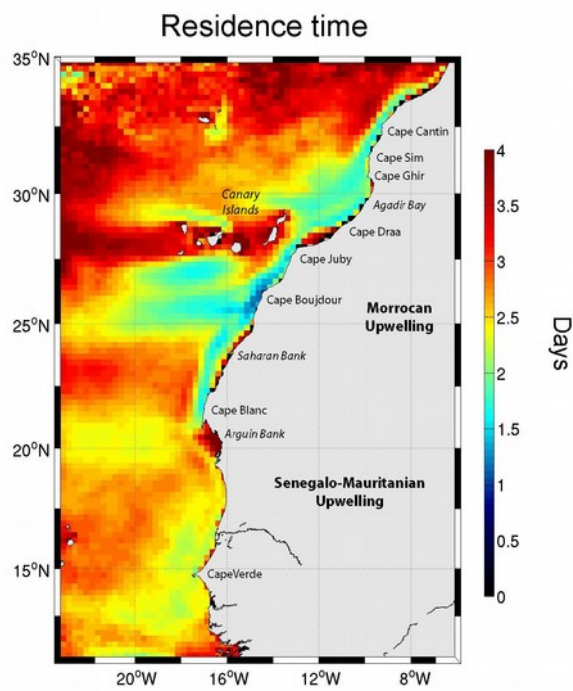 Residence time
35°N
30°N
25°N
20°N
15°N
20°W
16°W
12°W
8°W
Cape Cantin
Cape Sim
Cape Ghir
Canary
Islands
Agadir Bay
Cape Draa
Cape Juby
Cape Boujdour
Morrocan
Upwelling
Saharan Bank
Cape Blanc
Arguin Bank
Senegalo-Mauritanian
Upwelling
CapeVerde
4
3.5
3
2.5
2
1.5
1
0.5
0
Days